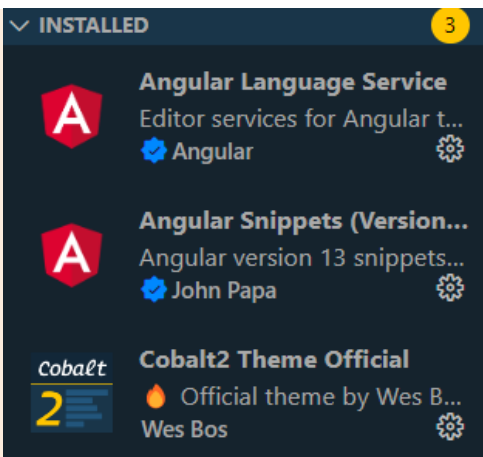 INSTALLED 3
Angular Language Service
Editor services for Angular t...
Angular
Angular Snippets (Version...
Angular version 13 snippets...
John Papa
Cobalt2 Theme Official
🔥 Official theme by Wes B...
Wes Bos
A
A
Cobalt
2